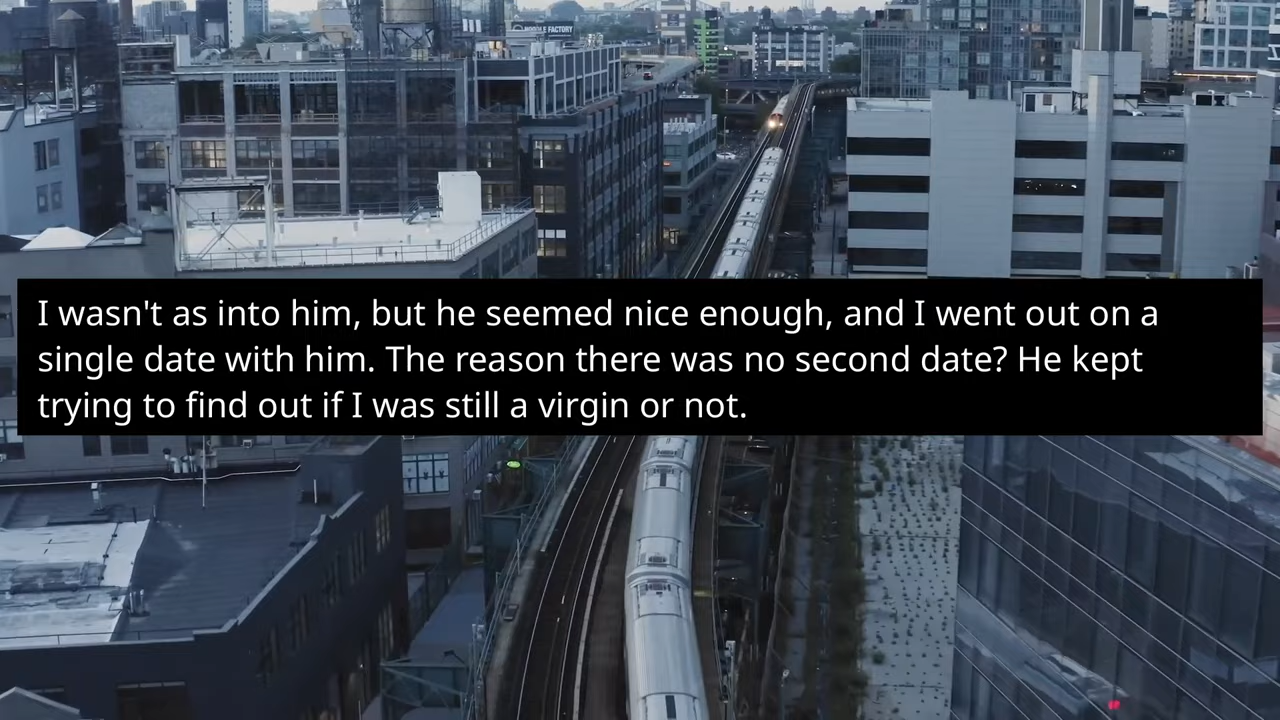 I wasn't as into him, but he seemed nice enough, and I went out on a
single date with him. The reason there was no second date? He kept
trying to find out if I was still a virgin or not.